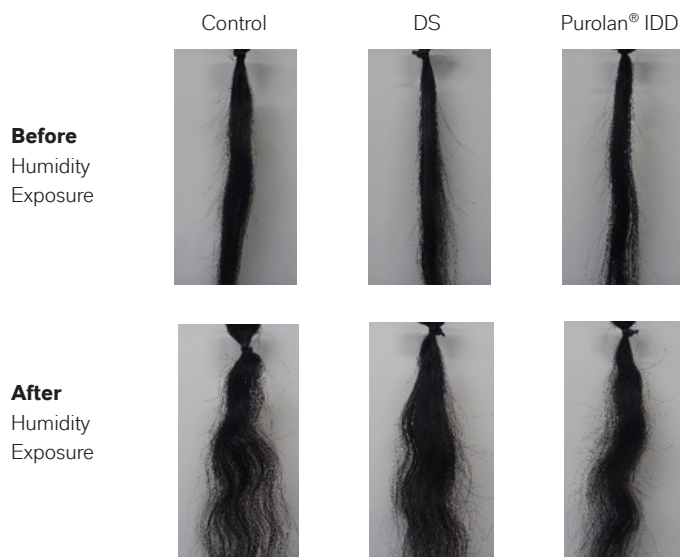 Control
DS
Purolan® IDD
Before
Humidity
Exposure
After
Humidity
Exposure